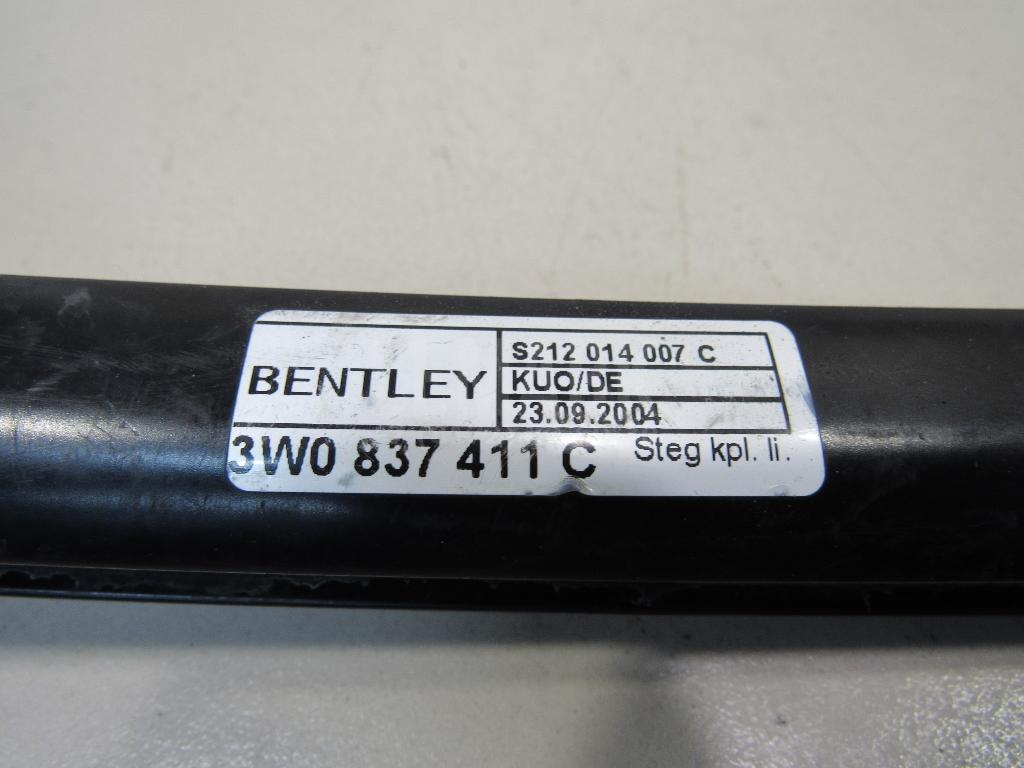 BENTLEY
S212 014 007 C
KUO/DE
23.09.2004
3W0 837 411 C Steg kpl. li.